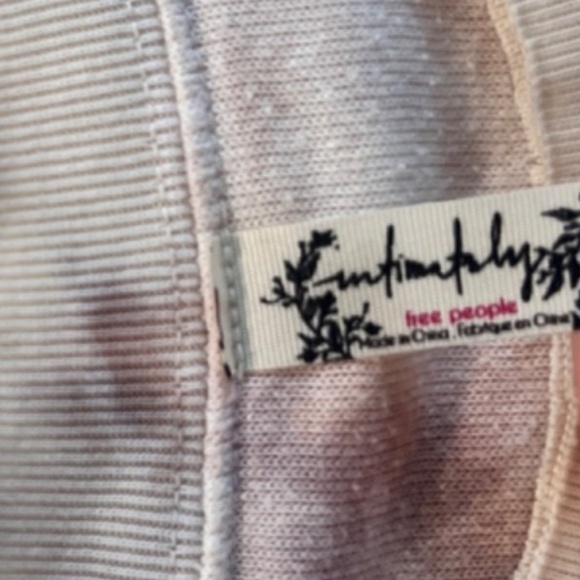 intimately
free people
Made in China . Fabriqué en Chine